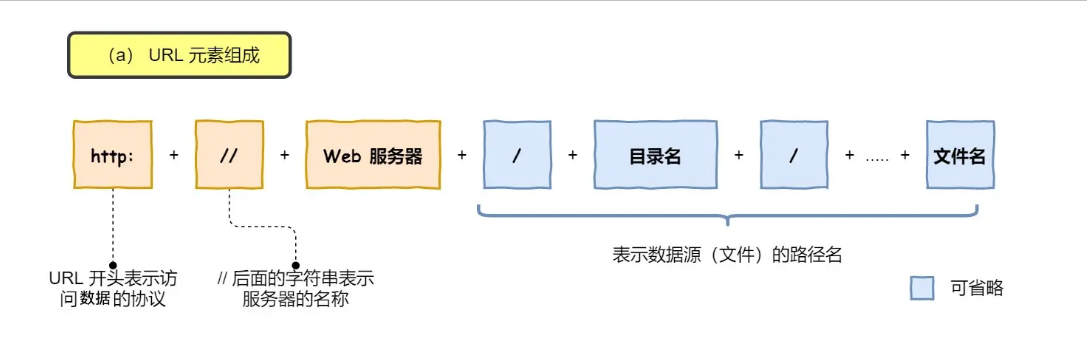 （a） URL 元素组成
http: + // + Web 服务器 + / + 目录名 + / + ..... + 文件名
表示数据源（文件）的路径名
URL 开头表示访
问数据的协议
// 后面的字符串表示
服务器的名称
可省略